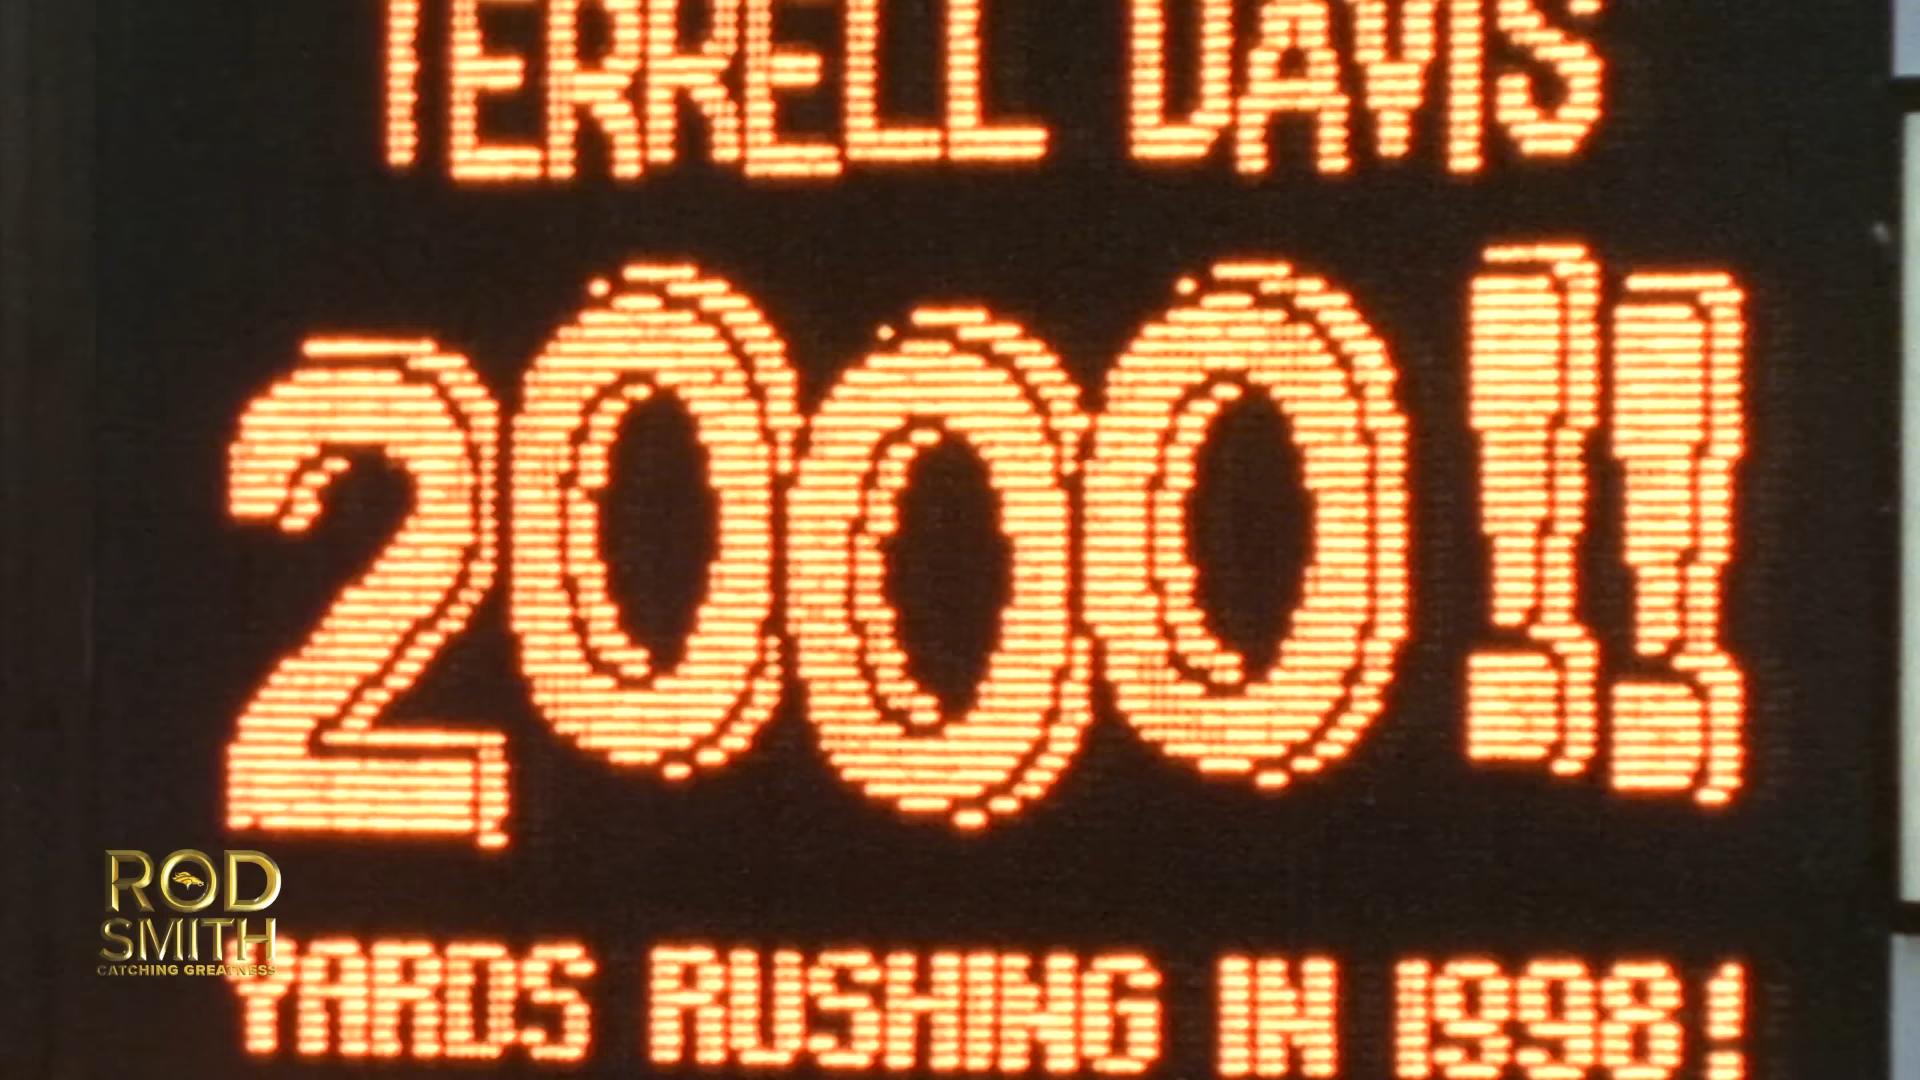 TERRELL DAVIS
2000!!
YARDS RUSHING IN 1998!
ROD
SMITH
CATCHING GREATNESS